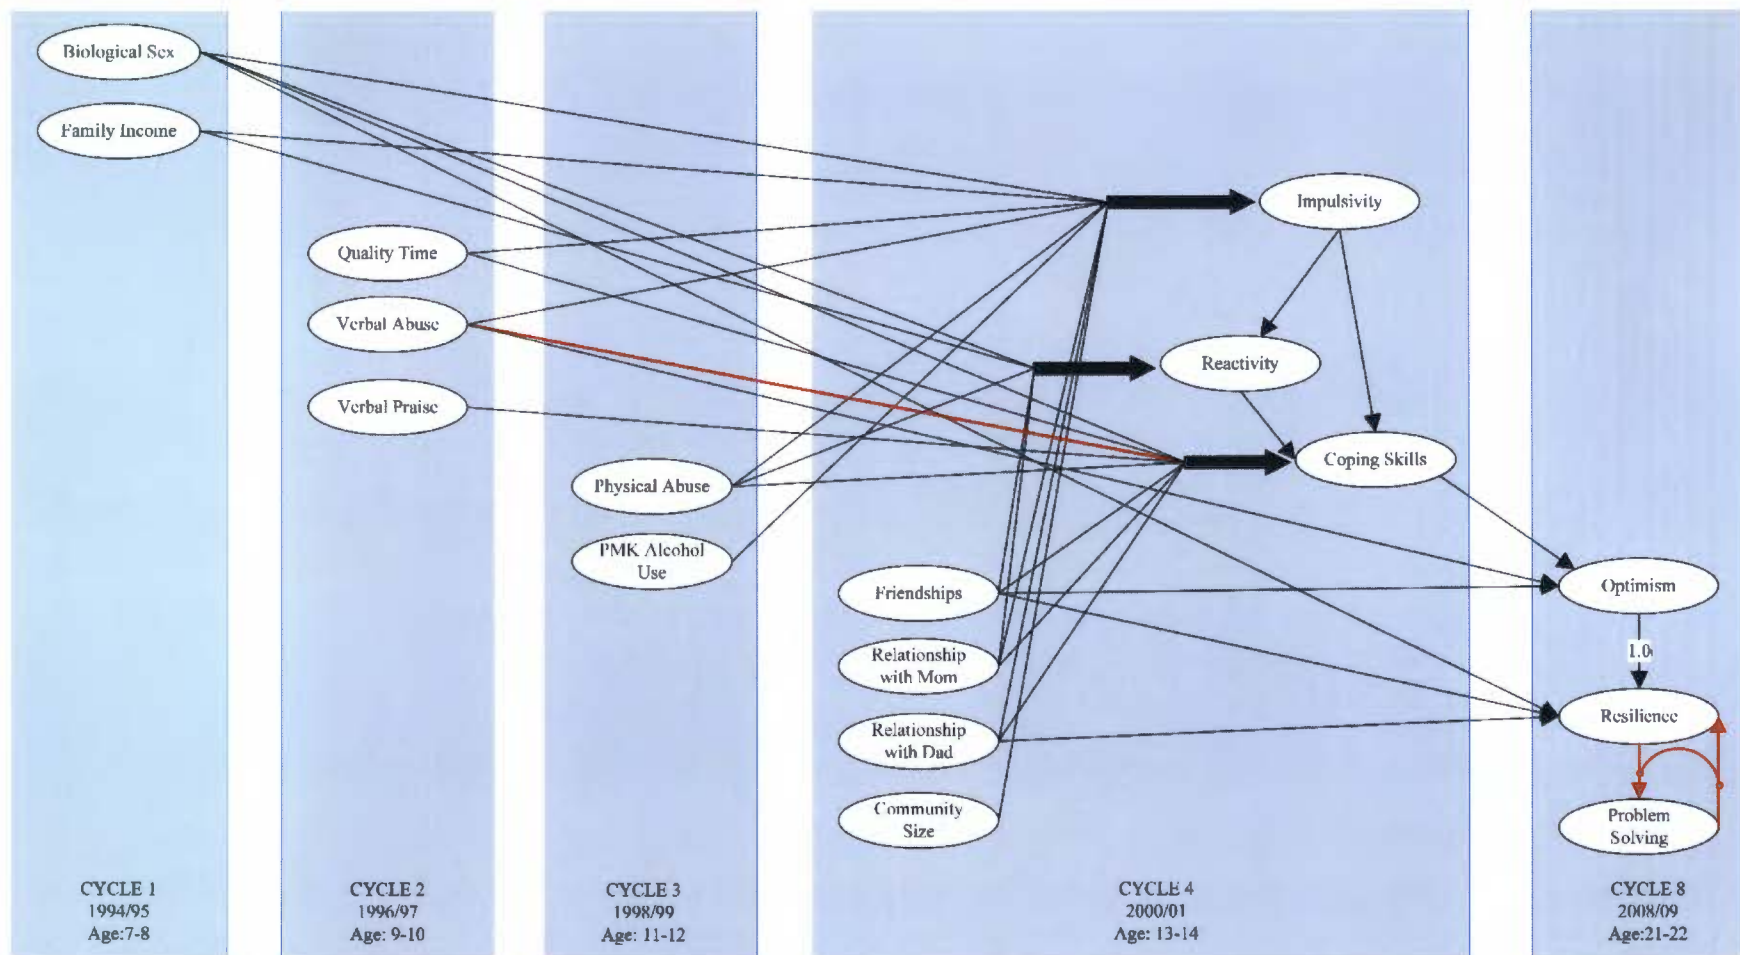 Biological Sex
Family Income
Quality Time
Verbal Abuse
Verbal Praise
Physical Abuse
PMK Alcohol
Use
Impulsivity
Reactivity
Coping Skills
Friendships
Relationship
with Mom
Relationship
with Dad
Community
Size
Optimism
1.0
Resilience
Problem
Solving
CYCLE 1
1994/95
Age:7-8
CYCLE 2
1996/97
Age: 9-10
CYCLE 3
1998/99
Age: 11-12
CYCLE 4
2000/01
Age: 13-14
CYCLE 8
2008/09
Age:21-22